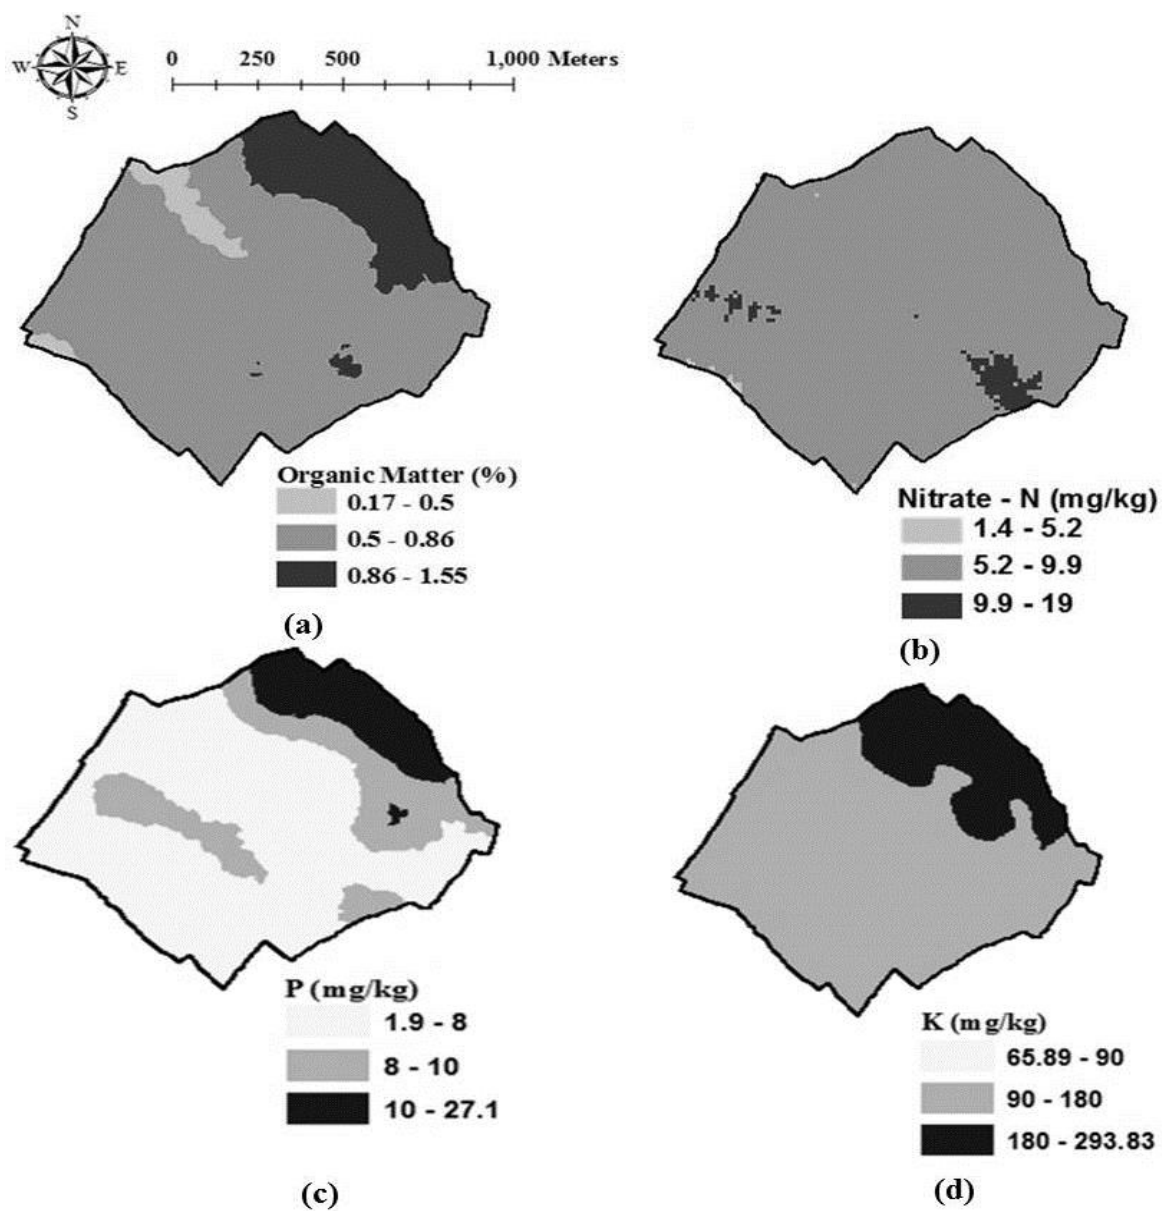 N
W E
S
0 250 500 1,000 Meters
Organic Matter (%)
0.17 - 0.5
0.5 - 0.86
0.86 - 1.55
(a)
Nitrate - N (mg/kg)
1.4 - 5.2
5.2 - 9.9
9.9 - 19
(b)
P (mg/kg)
1.9 - 8
8 - 10
10 - 27.1
(c)
K (mg/kg)
65.89 - 90
90 - 180
180 - 293.83
(d)